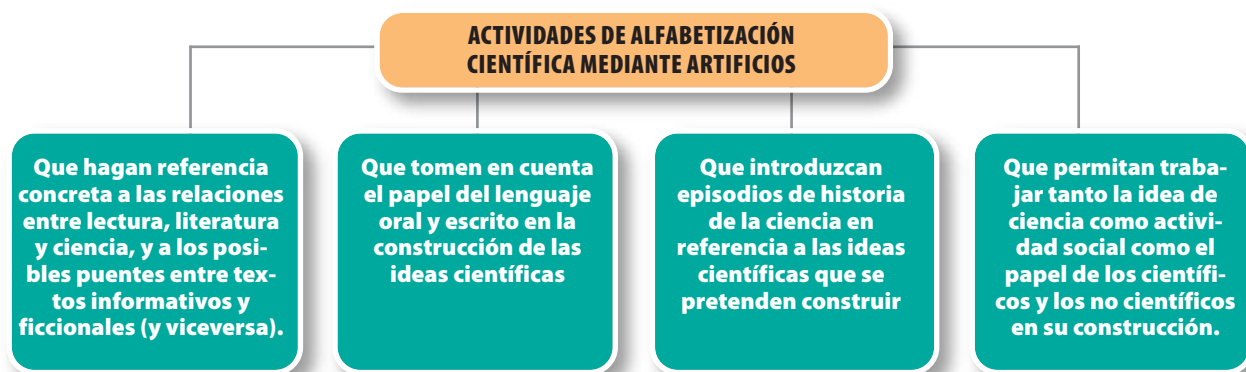 ACTIVIDADES DE ALFABETIZACIÓN
CIENTÍFICA MEDIANTE ARTIFICIOS
Que hagan referencia
concreta a las relaciones
entre lectura, literatura
y ciencia, y a los posi-
bles puentes entre tex-
tos informativos y
ficcionales (y viceversa).
Que tomen en cuenta
el papel del lenguaje
oral y escrito en la
construcción de las
ideas científicas
Que introduzcan
episodios de historia
de la ciencia en
referencia a las ideas
científicas que se
pretenden construir
Que permitan traba-
jar tanto la idea de
ciencia como activi-
dad social como el
papel de los científi-
cos y los no científicos
en su construcción.